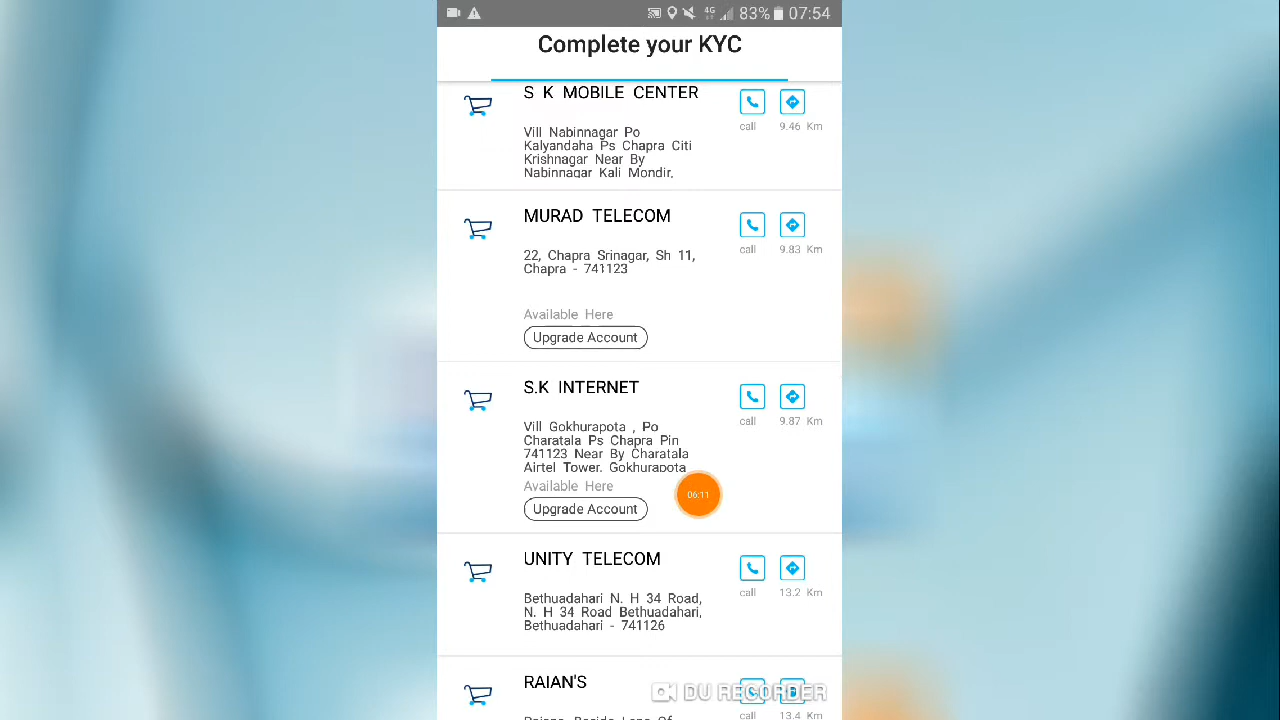 4G 83% 07:54
Complete your KYC
S K MOBILE CENTER
call 9.46 Km
Vill Nabinnagar Po
Kalyandaha Ps Chapra Citi
Krishnagar Near By
Nabinnagar Kali Mondir,
MURAD TELECOM
call 9.83 Km
22, Chapra Srinagar, Sh 11,
Chapra - 741123
Available Here
Upgrade Account
S.K INTERNET
call 9.87 Km
Vill Gokhurapota , Po
Charatala Ps Chapra Pin
741123 Near By Charatala
Airtel Tower, Gokhurapota
Available Here
06:11
Upgrade Account
UNITY TELECOM
call 13.2 Km
Bethuadahari N. H 34 Road,
N. H 34 Road Bethuadahari,
Bethuadahari - 741126
RAIAN'S
DU RECORDER
call 13.4 Km